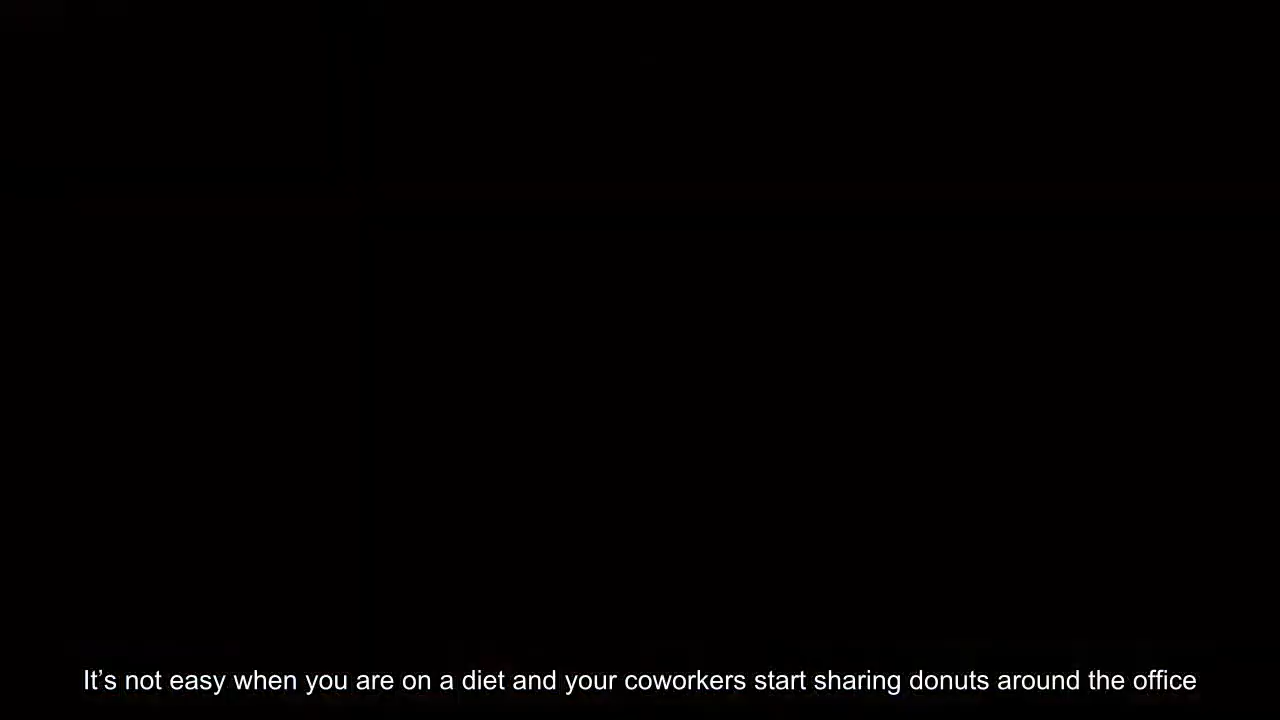 It’s not easy when you are on a diet and your coworkers start sharing donuts around the office